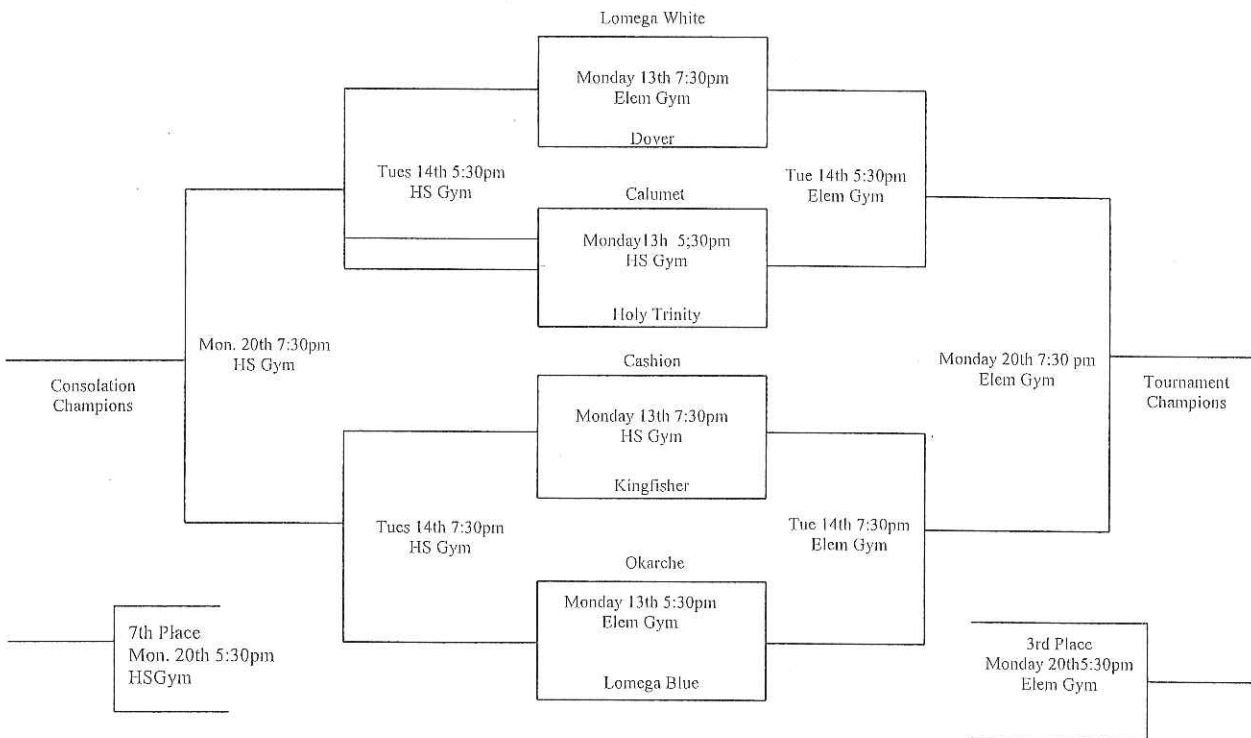 Lomega White
Monday 13th 7:30pm
Elem Gym
Dover
Tues 14th 5:30pm
HS Gym
Tue 14th 5:30pm
Elem Gym
Calumet
Monday13h 5;30pm
HS Gym
Holy Trinity
Mon. 20th 7:30pm
HS Gym
Cashion
Monday 20th 7:30 pm
Elem Gym
Consolation
Champions
Tournament
Champions
Monday 13th 7:30pm
HS Gym
Kingfisher
Tues 14th 7:30pm
HS Gym
Tue 14th 7:30pm
Elem Gym
Okarche
Monday 13th 5:30pm
Elem Gym
Lomega Blue
7th Place
Mon. 20th 5:30pm
HSGym
3rd Place
Monday 20th5:30pm
Elem Gym